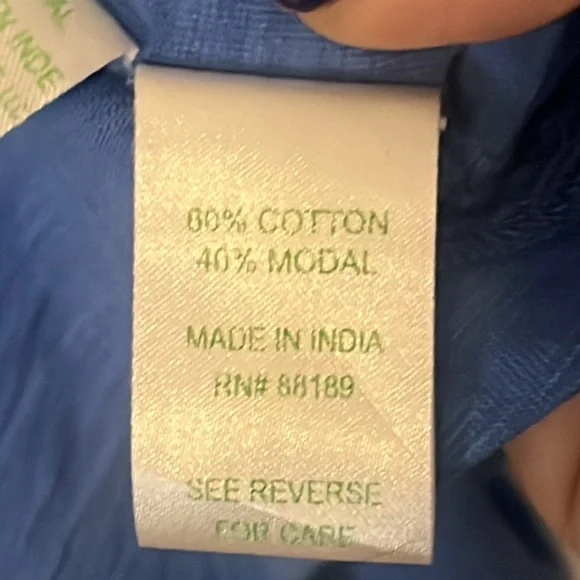 60% COTTON
40% MODAL
MADE IN INDIA
RN# 88189
SEE REVERSE
FOR CARE